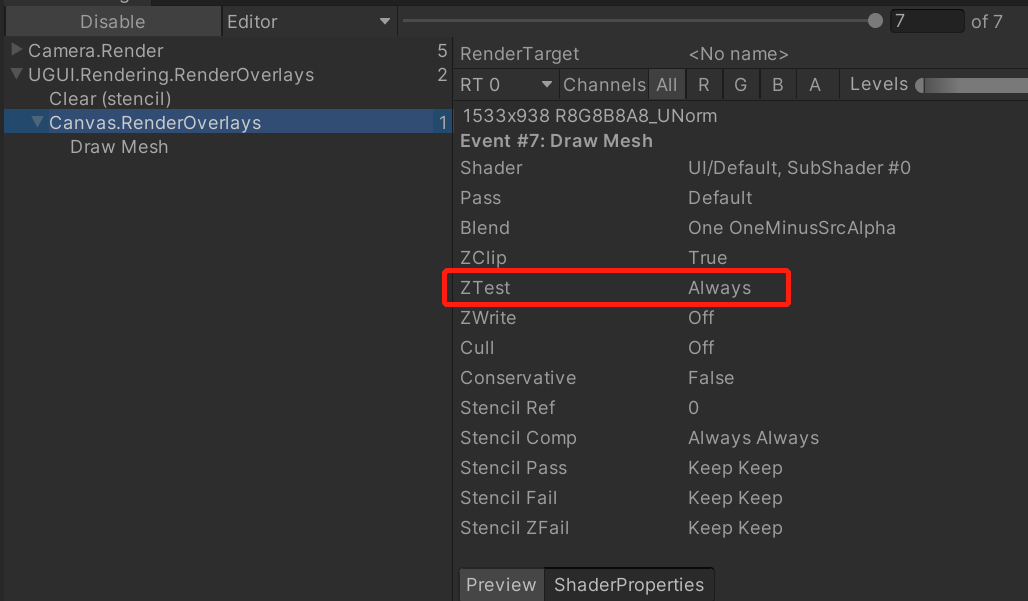 Disable Editor 7 of 7
Camera.Render 5
UGUI.Rendering.RenderOverlays 2
Clear (stencil)
Canvas.RenderOverlays 1
Draw Mesh
RenderTarget <No name>
RT 0 Channels All R G B A Levels
1533x938 R8G8B8A8_UNorm
Event #7: Draw Mesh
Shader UI/Default, SubShader #0
Pass Default
Blend One OneMinusSrcAlpha
ZClip True
ZTest Always
ZWrite Off
Cull Off
Conservative False
Stencil Ref 0
Stencil Comp Always Always
Stencil Pass Keep Keep
Stencil Fail Keep Keep
Stencil ZFail Keep Keep
Preview ShaderProperties